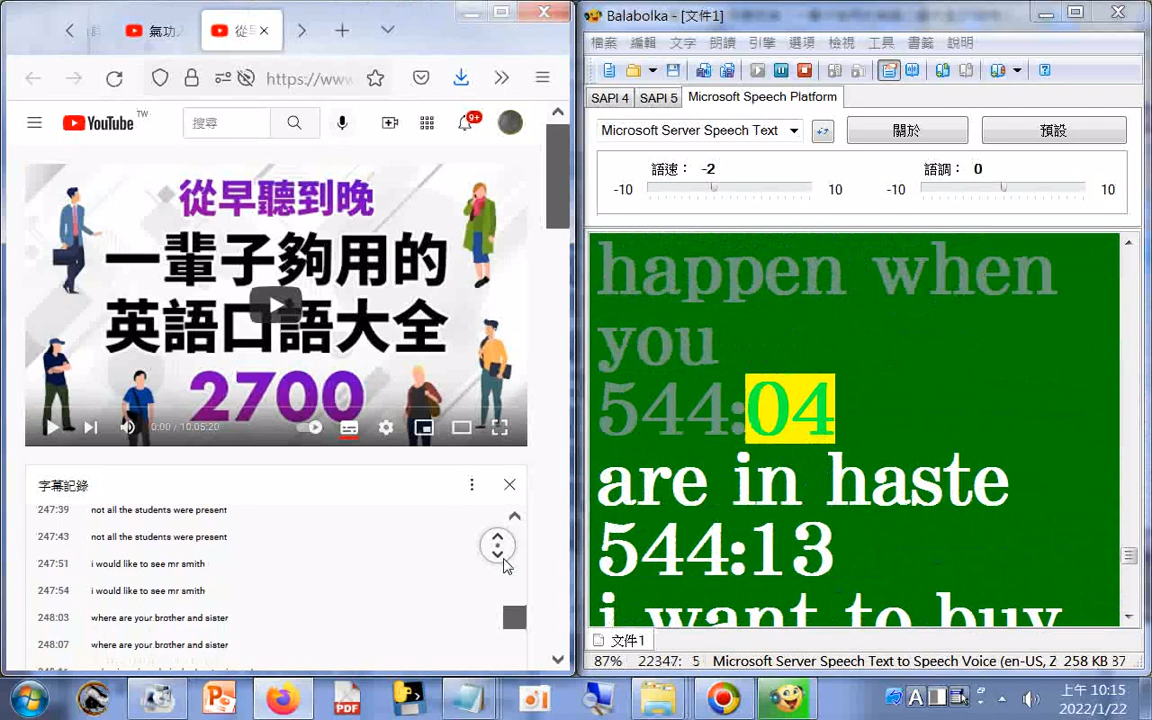 氣功.
從
https://www.
YouTube TW
搜尋
9+
從早聽到晚
一輩子夠用的
英語口語大全
2700
0:00 / 10:05:20
字幕記錄
247:39 not all the students were present
247:43 not all the students were present
247:51 i would like to see mr smith
247:54 i would like to see mr smith
248:03 where are your brother and sister
248:07 where are your brother and sister
Balabolka - [文件1]
檔案 編輯 文字 朗讀 引擎 選項 檢視 工具 書籤 說明
SAPI 4 SAPI 5 Microsoft Speech Platform
Microsoft Server Speech Text 關於 預設
語速： -2 語調： 0
-10 10 -10 10
happen when
you
544:04
are in haste
544:13
i want to buy
文件1
87% 22347: 5 Microsoft Server Speech Text to Speech Voice (en-US, Z 258 KB 37
PDF
A
上午 10:15
2022/1/22